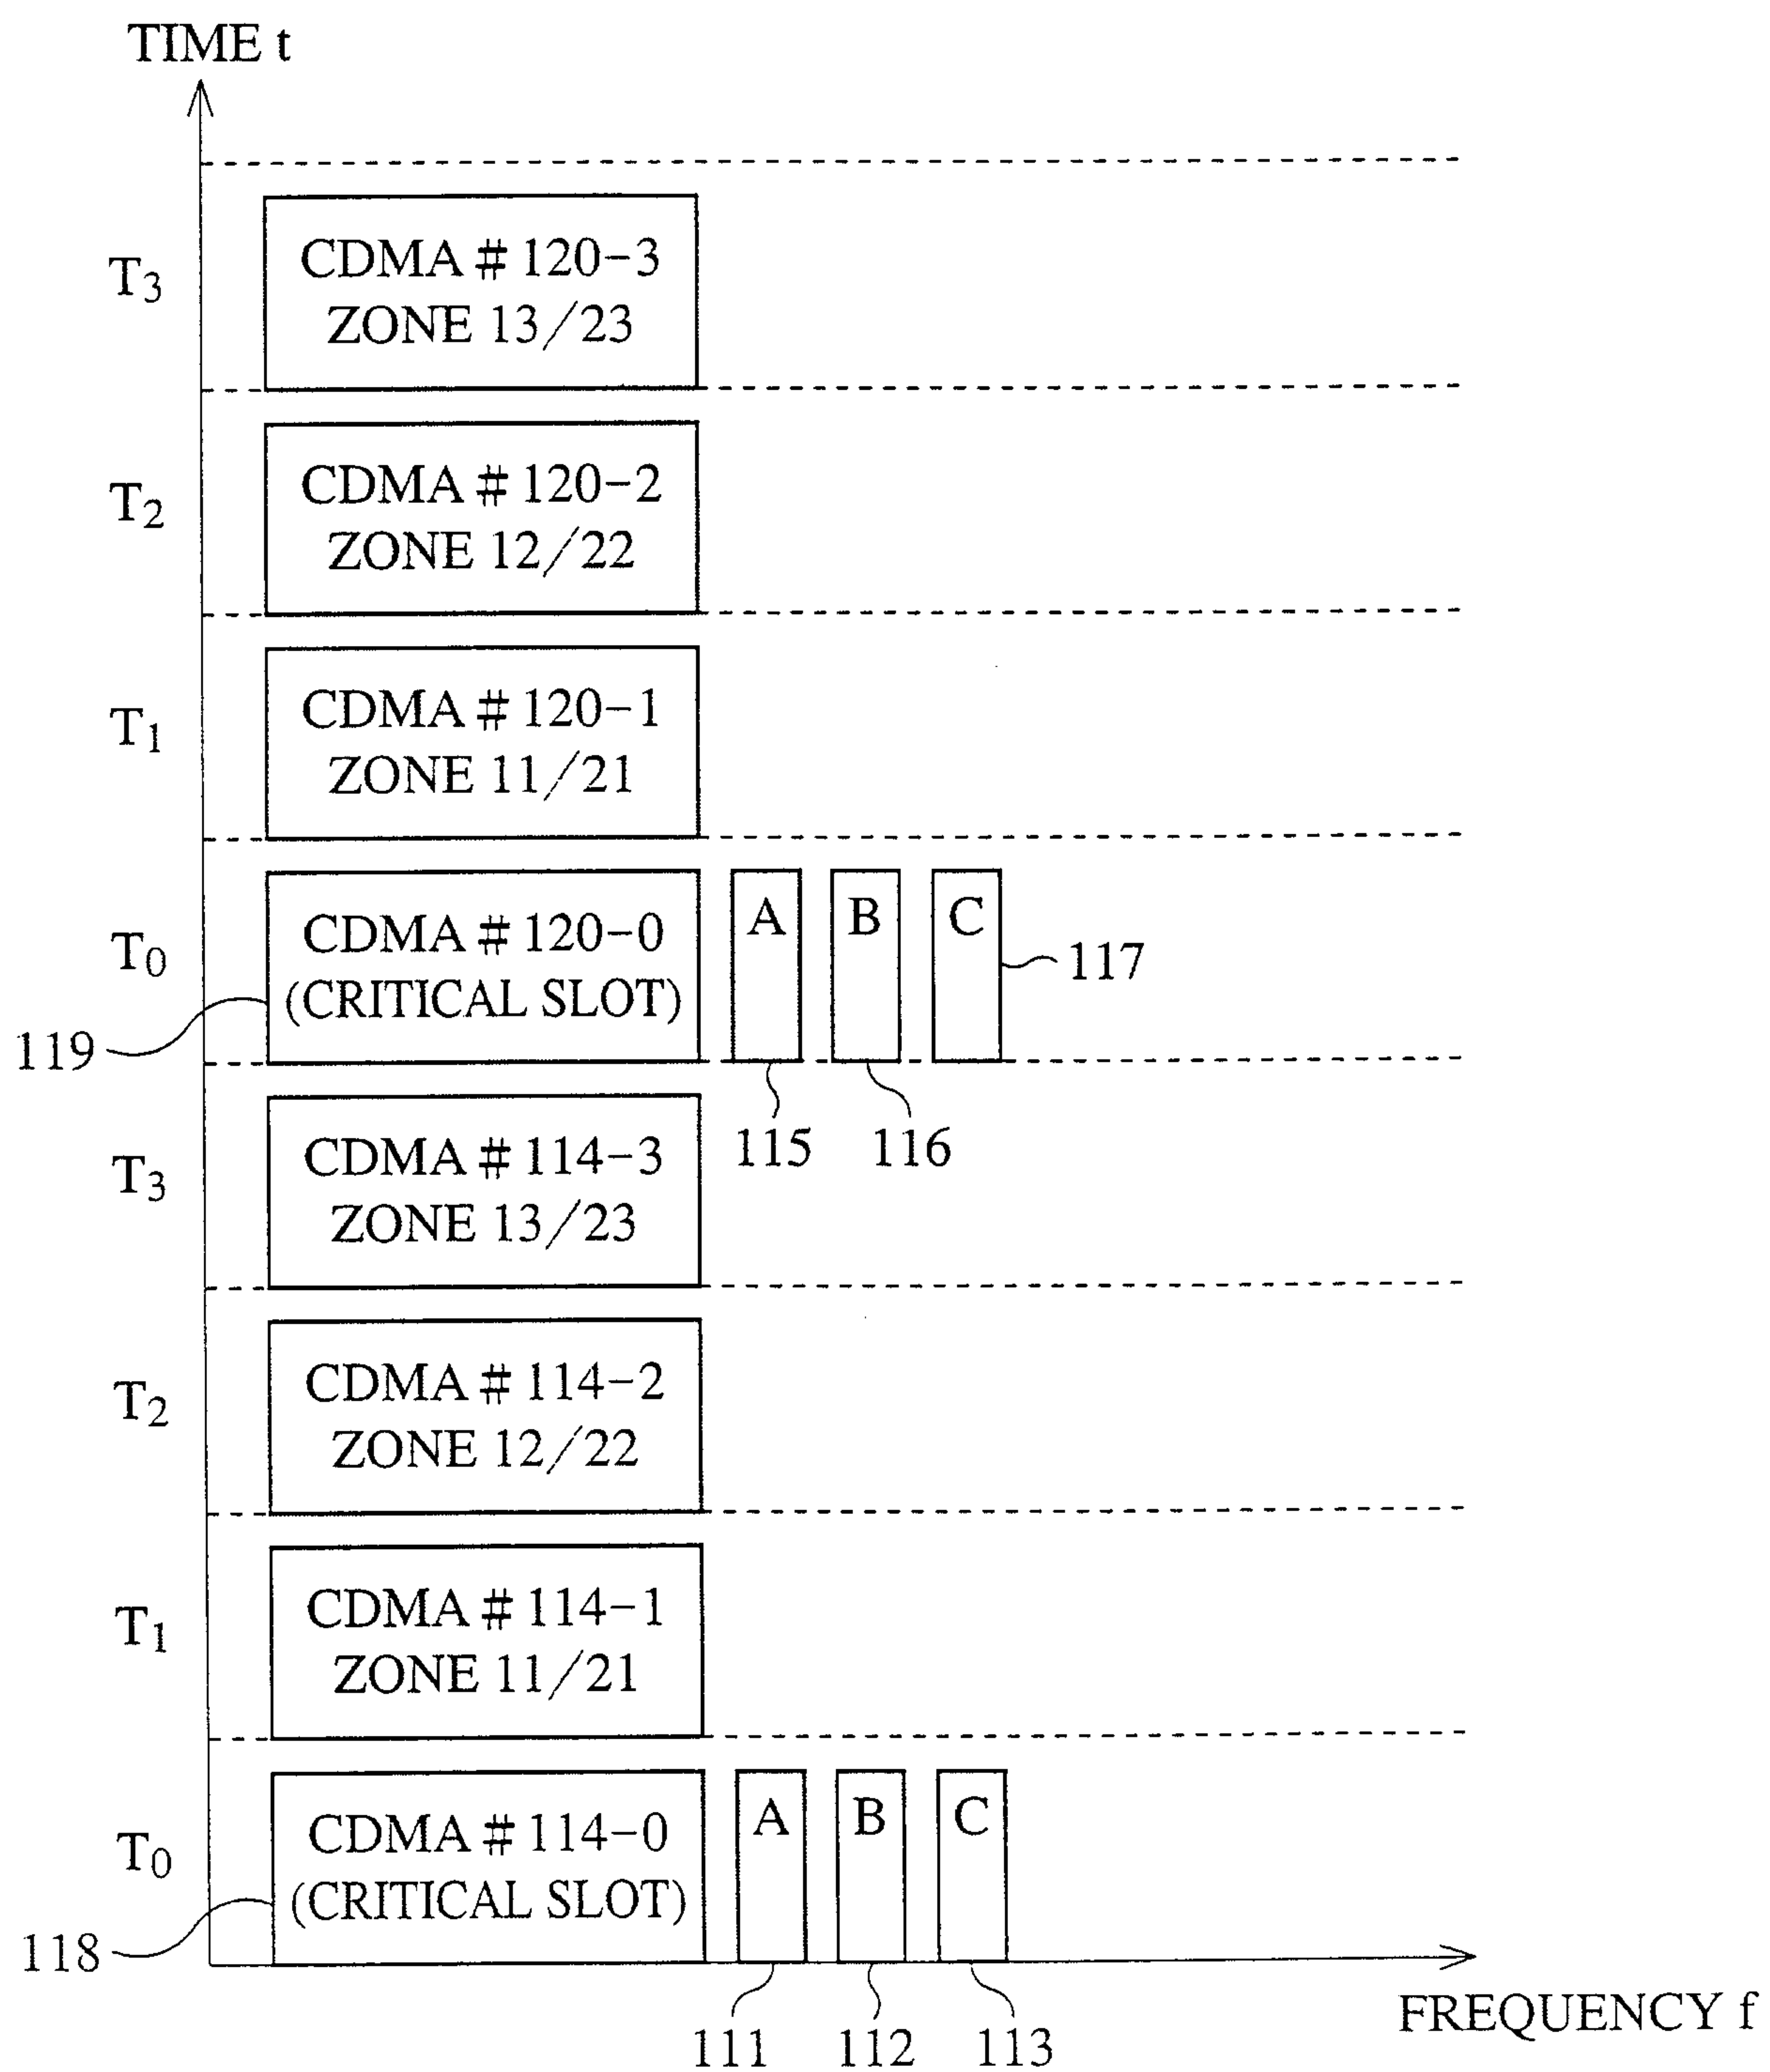 TIME t
T3
CDMA # 120-3
ZONE 13/23
T2
CDMA # 120-2
ZONE 12/22
T1
CDMA # 120-1
ZONE 11/21
T0
CDMA # 120-0
(CRITICAL SLOT)
A
B
C
117
119
115
116
T3
CDMA # 114-3
ZONE 13/23
T2
CDMA # 114-2
ZONE 12/22
T1
CDMA # 114-1
ZONE 11/21
T0
CDMA # 114-0
(CRITICAL SLOT)
A
B
C
118
111
112
113
FREQUENCY f